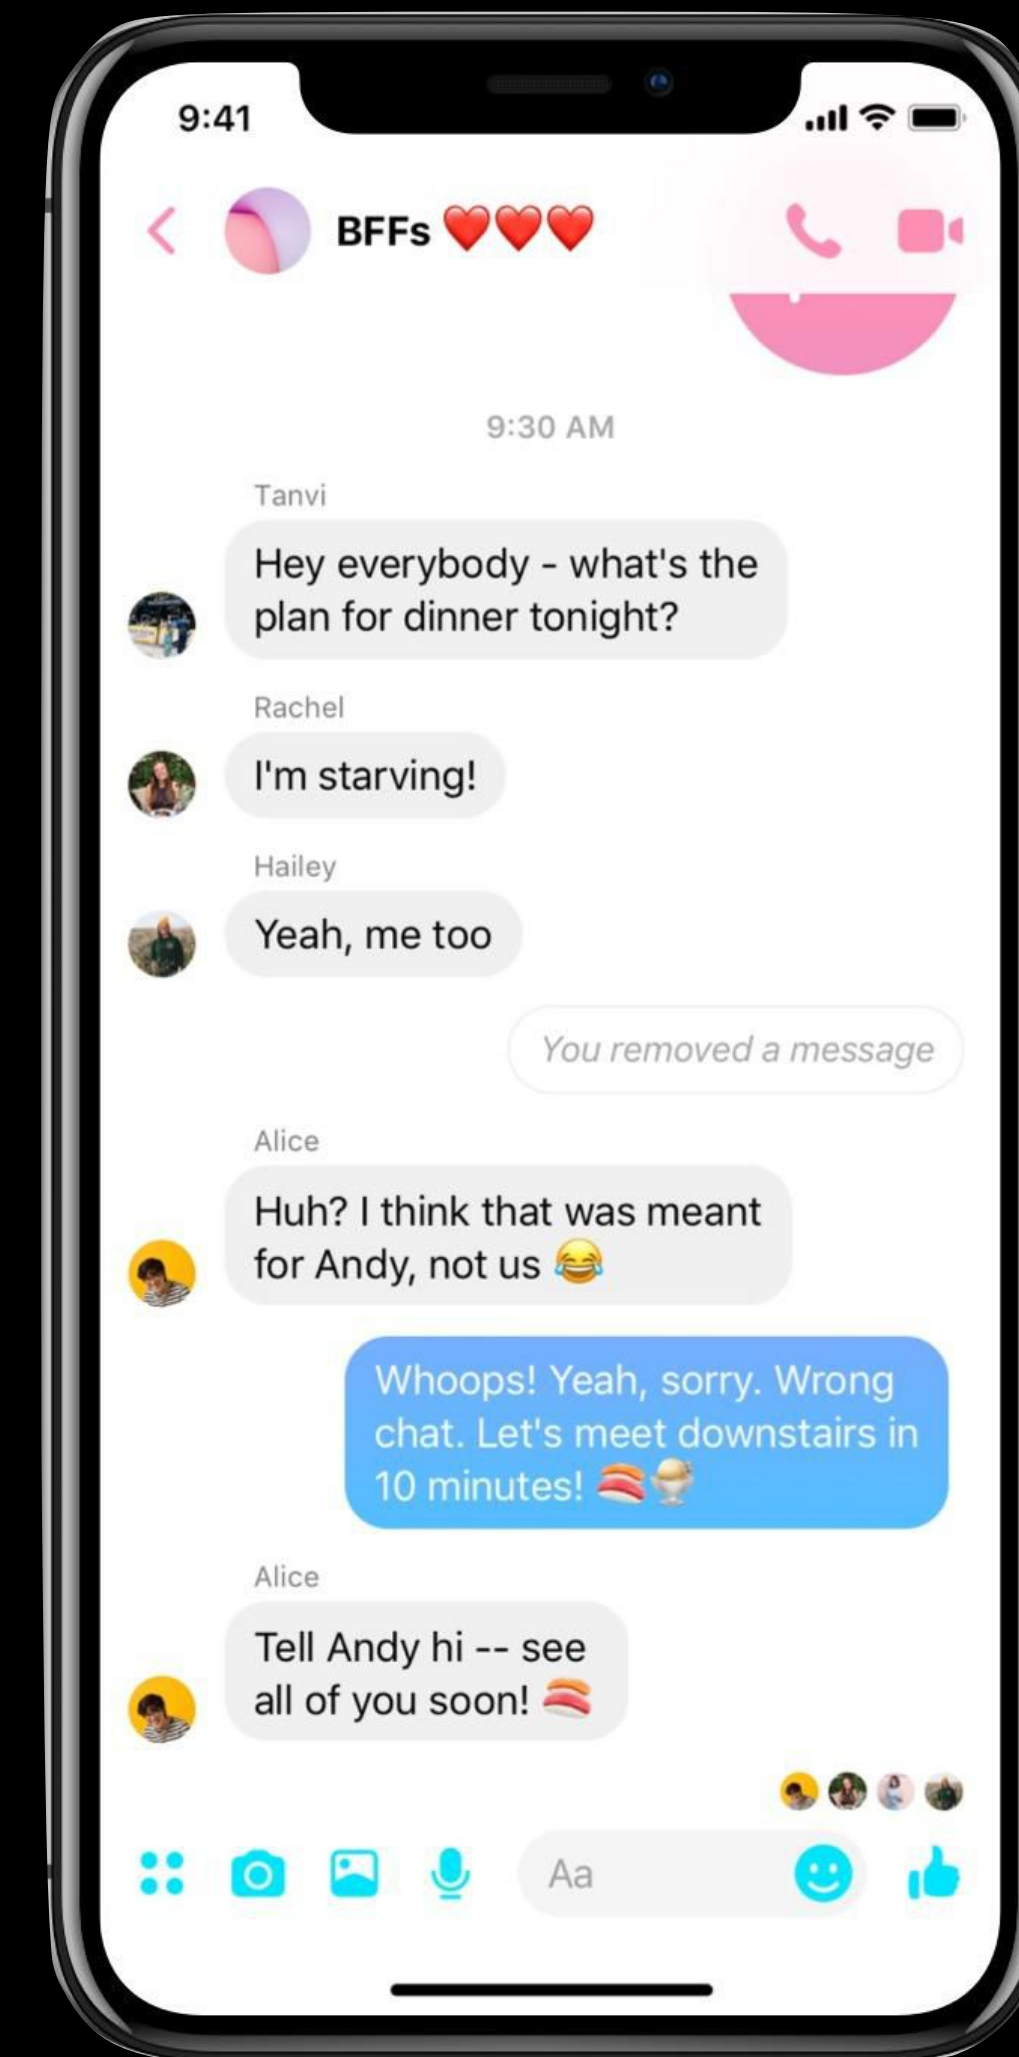 9:41
BFFs ❤️❤️❤️
9:30 AM
Tanvi
Hey everybody - what's the
plan for dinner tonight?
Rachel
I'm starving!
Hailey
Yeah, me too
You removed a message
Alice
Huh? I think that was meant
for Andy, not us 😂
Whoops! Yeah, sorry. Wrong
chat. Let's meet downstairs in
10 minutes! 🍣🍨
Alice
Tell Andy hi -- see
all of you soon! 🍣
Aa